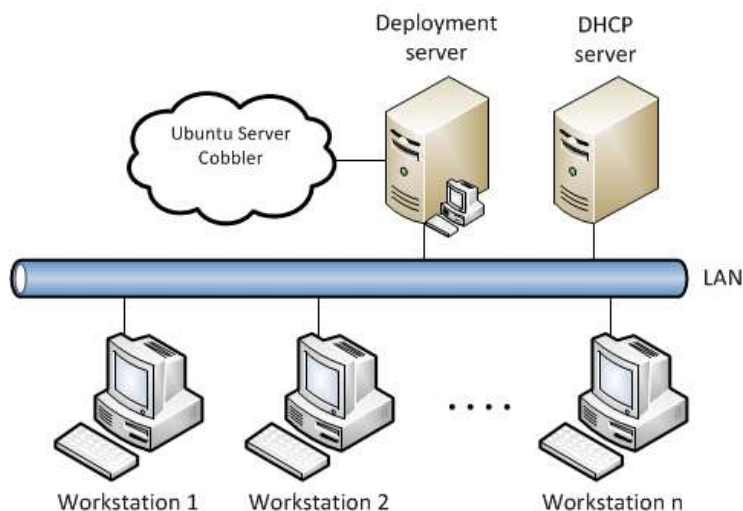 Deployment
server
DHCP
server
Ubuntu Server
Cobbler
LAN
Workstation 1
Workstation 2
. . . .
Workstation n